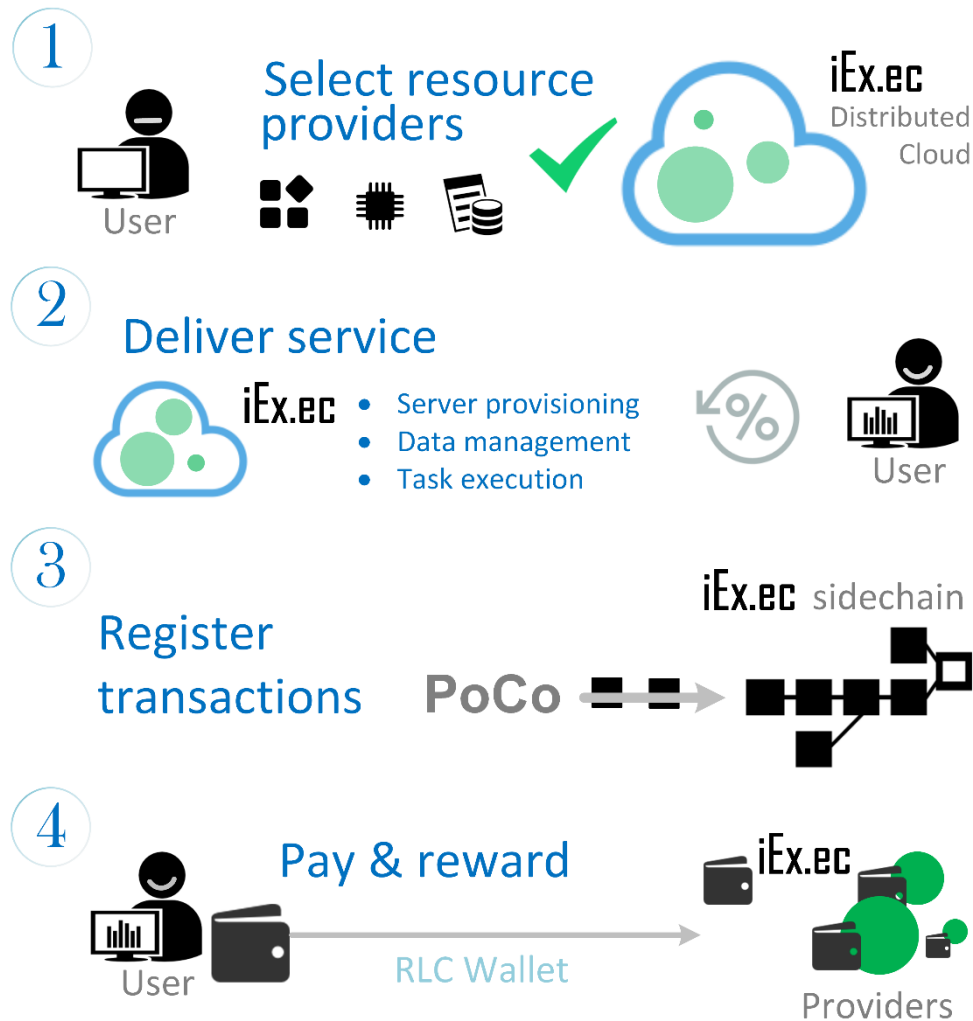 1
Select resource
providers
iEx.ec
Distributed
Cloud
User
2
Deliver service
iEx.ec
• Server provisioning
• Data management
• Task execution
%
User
3
iEx.ec sidechain
Register
transactions
PoCo
4
Pay & reward
iEx.ec
RLC Wallet
User
Providers